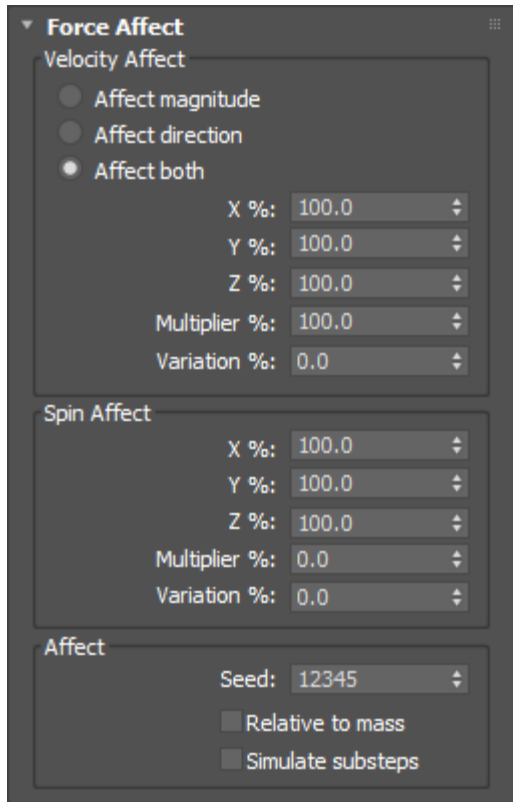 Force Affect
Velocity Affect
Affect magnitude
Affect direction
Affect both
X %: 100.0
Y %: 100.0
Z %: 100.0
Multiplier %: 100.0
Variation %: 0.0
Spin Affect
X %: 100.0
Y %: 100.0
Z %: 100.0
Multiplier %: 0.0
Variation %: 0.0
Affect
Seed: 12345
Relative to mass
Simulate substeps